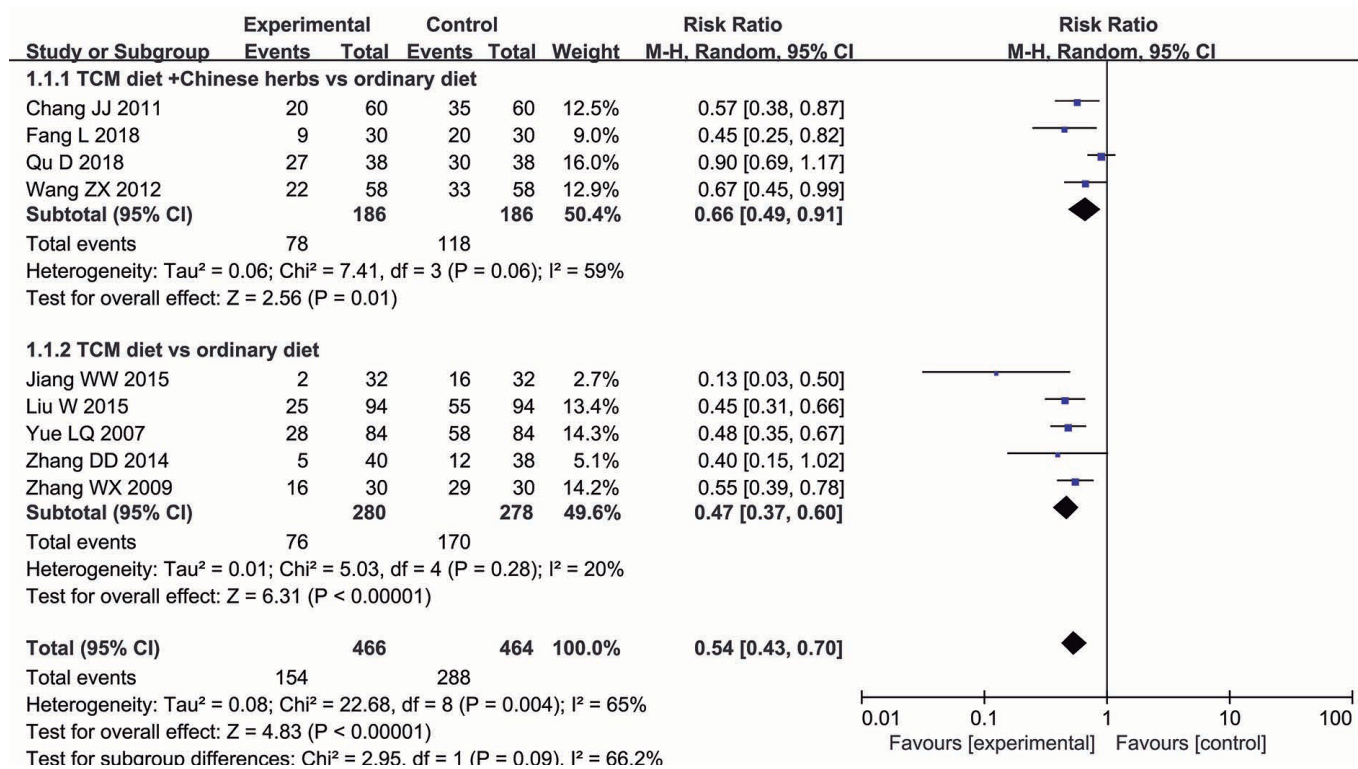 Experimental Control Risk Ratio Risk Ratio
Study or Subgroup Events Total Events Total Weight M-H, Random, 95% CI M-H, Random, 95% CI
1.1.1 TCM diet +Chinese herbs vs ordinary diet
Chang JJ 2011 20 60 35 60 12.5% 0.57 [0.38, 0.87]
Fang L 2018 9 30 20 30 9.0% 0.45 [0.25, 0.82]
Qu D 2018 27 38 30 38 16.0% 0.90 [0.69, 1.17]
Wang ZX 2012 22 58 33 58 12.9% 0.67 [0.45, 0.99]
Subtotal (95% CI) 186 186 50.4% 0.66 [0.49, 0.91]
Total events 78 118
Heterogeneity: Tau² = 0.06; Chi² = 7.41, df = 3 (P = 0.06); I² = 59%
Test for overall effect: Z = 2.56 (P = 0.01)
1.1.2 TCM diet vs ordinary diet
Jiang WW 2015 2 32 16 32 2.7% 0.13 [0.03, 0.50]
Liu W 2015 25 94 55 94 13.4% 0.45 [0.31, 0.66]
Yue LQ 2007 28 84 58 84 14.3% 0.48 [0.35, 0.67]
Zhang DD 2014 5 40 12 38 5.1% 0.40 [0.15, 1.02]
Zhang WX 2009 16 30 29 30 14.2% 0.55 [0.39, 0.78]
Subtotal (95% CI) 280 278 49.6% 0.47 [0.37, 0.60]
Total events 76 170
Heterogeneity: Tau² = 0.01; Chi² = 5.03, df = 4 (P = 0.28); I² = 20%
Test for overall effect: Z = 6.31 (P < 0.00001)
Total (95% CI) 466 464 100.0% 0.54 [0.43, 0.70]
Total events 154 288
Heterogeneity: Tau² = 0.08; Chi² = 22.68, df = 8 (P = 0.004); I² = 65%
Test for overall effect: Z = 4.83 (P < 0.00001)
Test for subgroup differences: Chi² = 2.95, df = 1 (P = 0.09), I² = 66.2%
0.01 0.1 1 10 100
Favours [experimental] Favours [control]